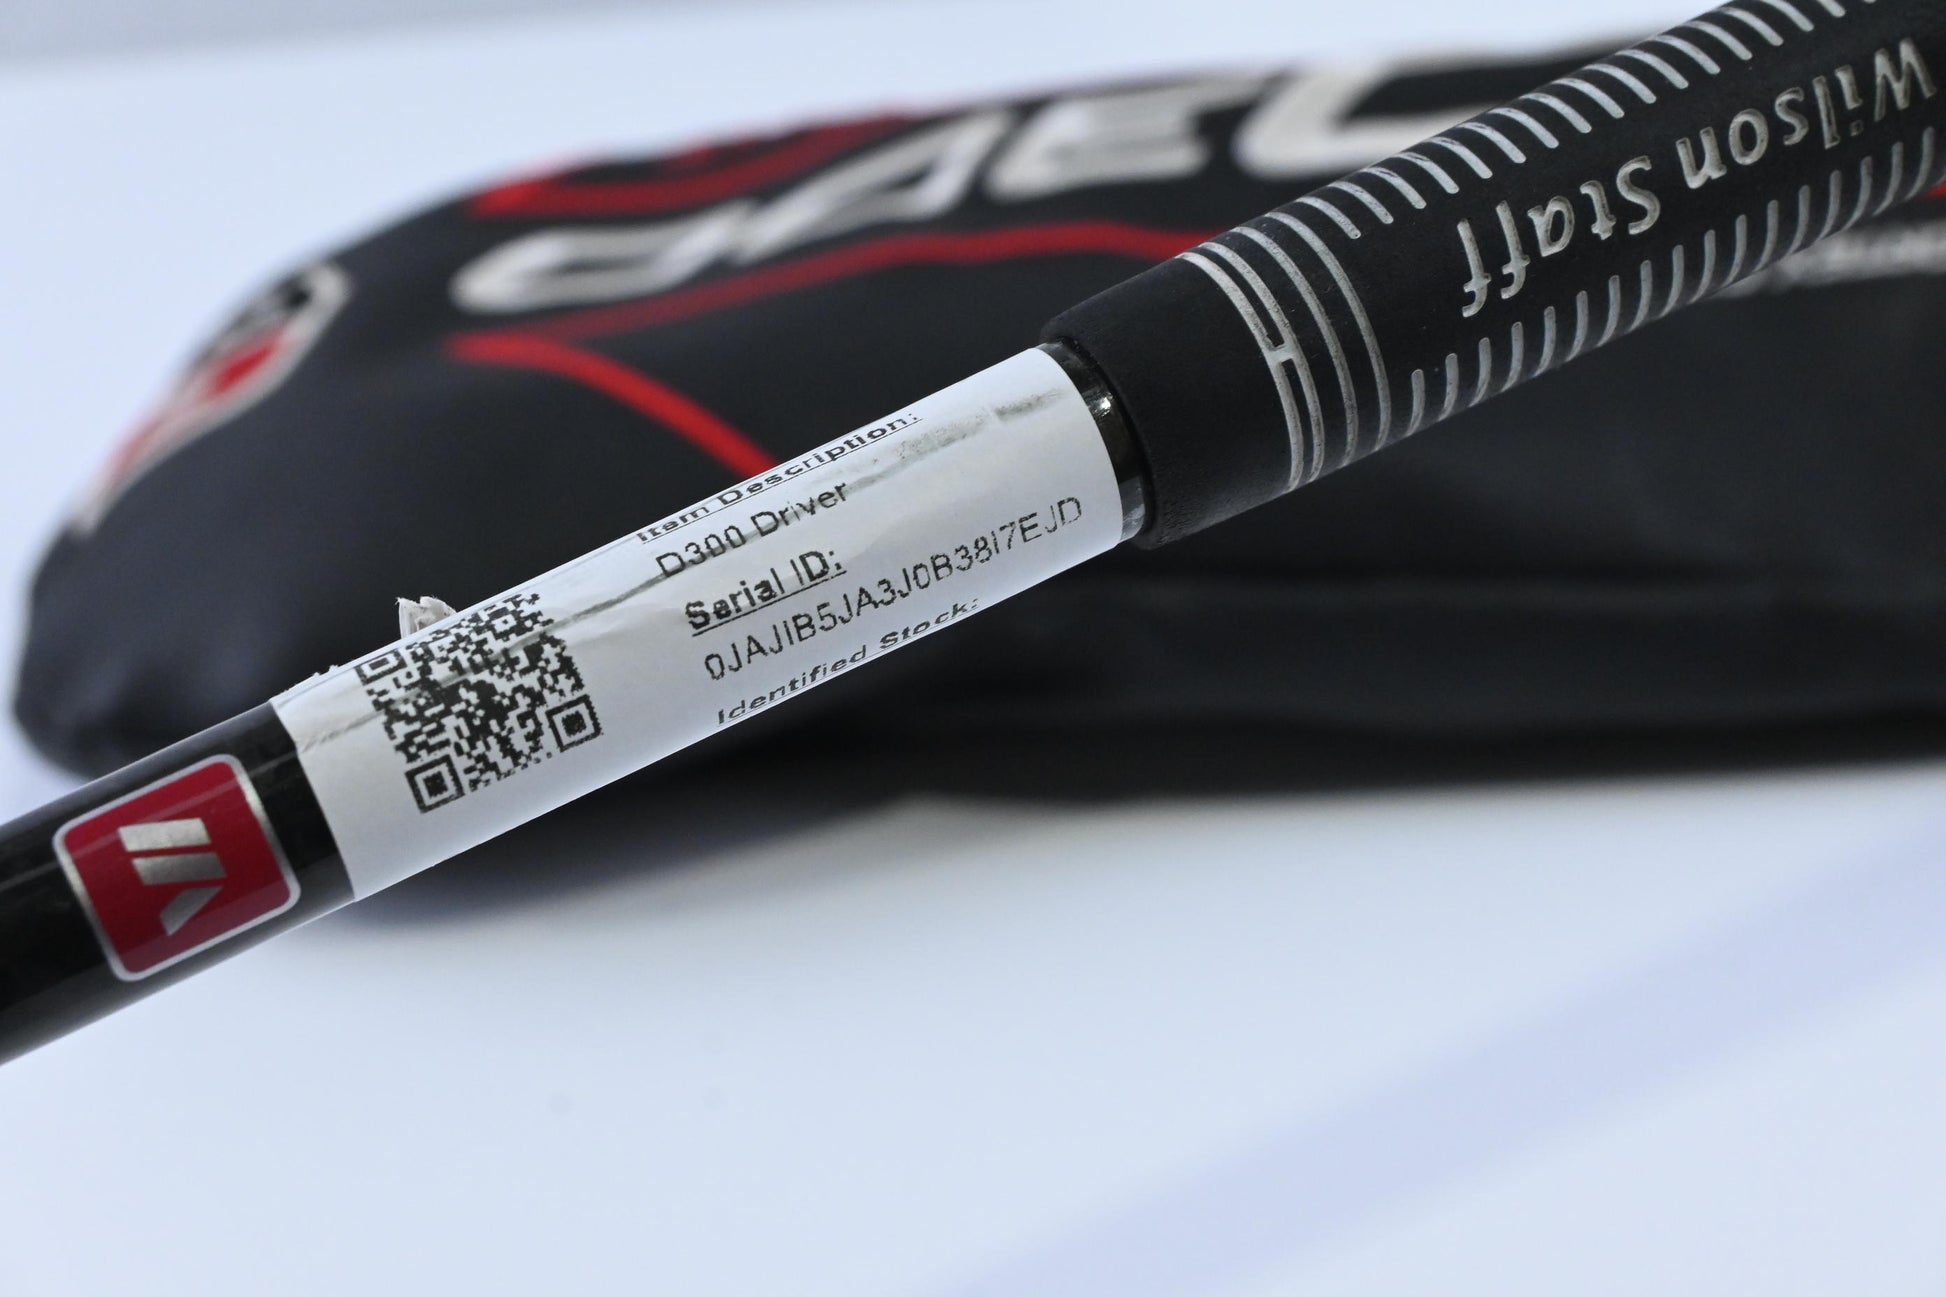 Wilson Staff
Item Description:
D300 Driver
Serial ID:
0JAJIB5JA3J0B38I7EJD
Identified Stock: